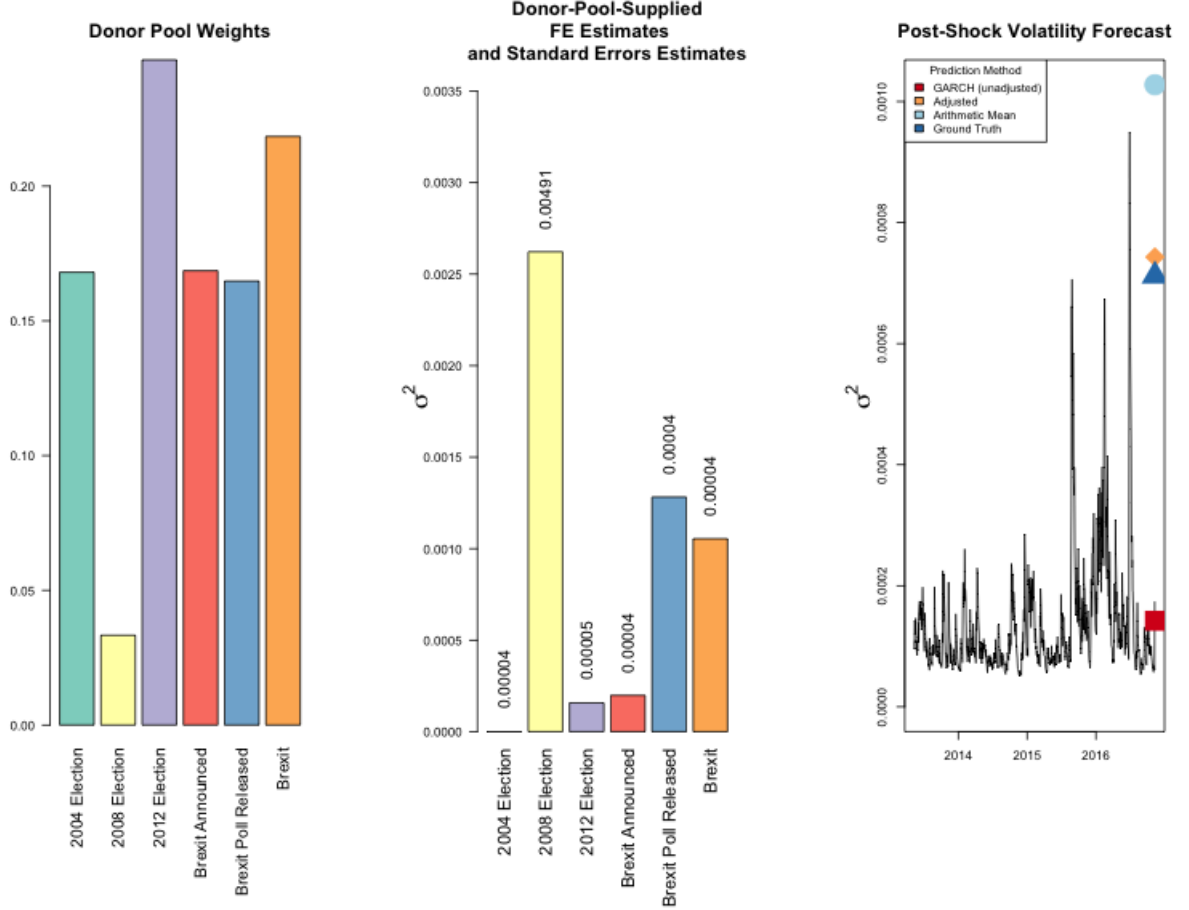 Donor Pool Weights
0.20
0.15
0.10
0.05
0.00
2004 Election
2008 Election
2012 Election
Brexit Announced
Brexit Poll Released
Brexit
Donor-Pool-Supplied
FE Estimates
and Standard Errors Estimates
σ²
0.0035
0.0030
0.0025
0.0020
0.0015
0.0010
0.0005
0.0000
0.00004
0.00491
0.00005
0.00004
0.00004
0.00004
2004 Election
2008 Election
2012 Election
Brexit Announced
Brexit Poll Released
Brexit
Post-Shock Volatility Forecast
Prediction Method
GARCH (unadjusted)
Adjusted
Arithmetic Mean
Ground Truth
σ²
0.0010
0.0008
0.0006
0.0004
0.0002
0.0000
2014
2015
2016